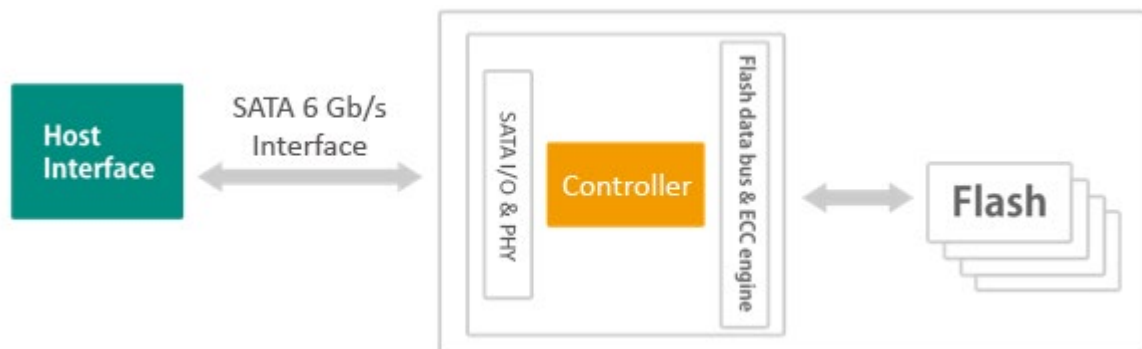 Host
Interface
SATA 6 Gb/s
Interface
SATA I/O & PHY
Controller
Flash data bus & ECC engine
Flash